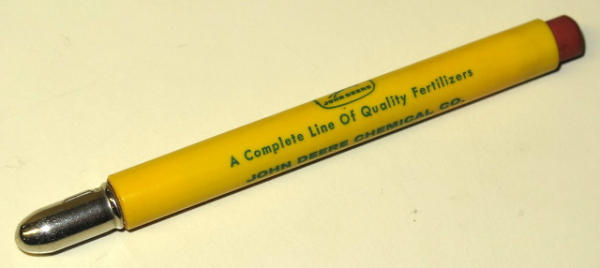 JOHN DEERE
A Complete Line Of Quality Fertilizers
JOHN DEERE CHEMICAL CO.